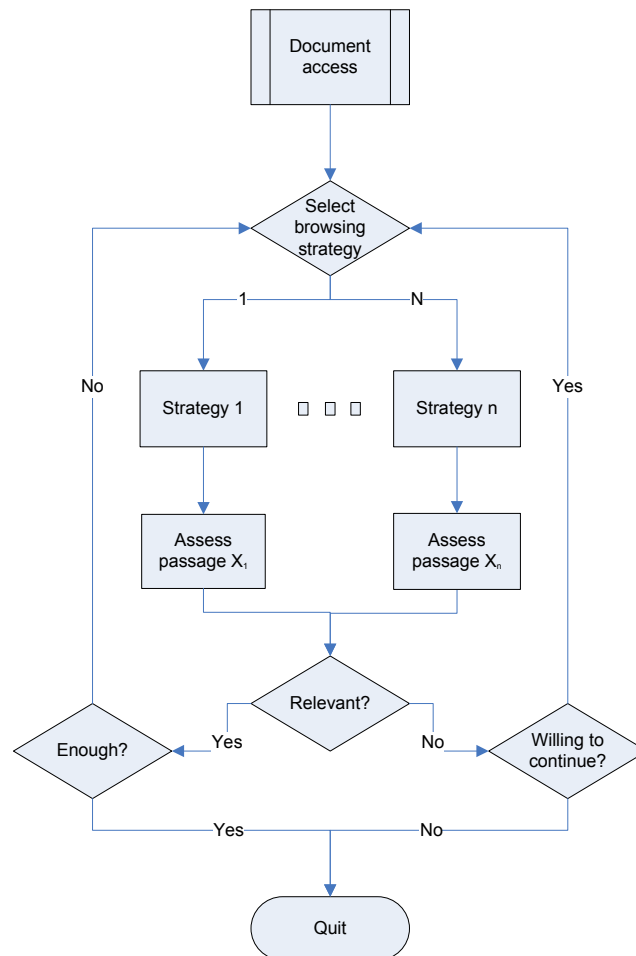 Document
access
Select
browsing
strategy
1
N
No
Yes
Strategy 1
Strategy n
Assess
passage X₁
Assess
passage Xₙ
Relevant?
Enough?
Yes
No
Willing to
continue?
Yes
No
Quit